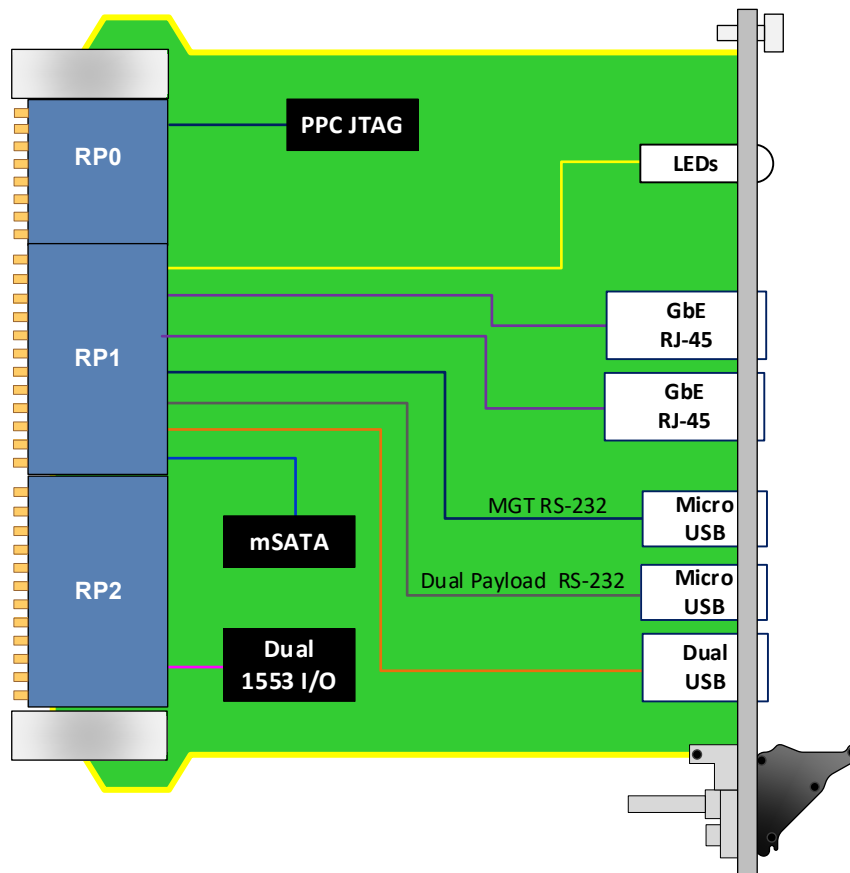 PPC JTAG
RP0
LEDs
GbE
RJ-45
RP1
GbE
RJ-45
MGT RS-232
Micro
USB
mSATA
Dual Payload RS-232
Micro
USB
RP2
Dual
1553 I/O
Dual
USB